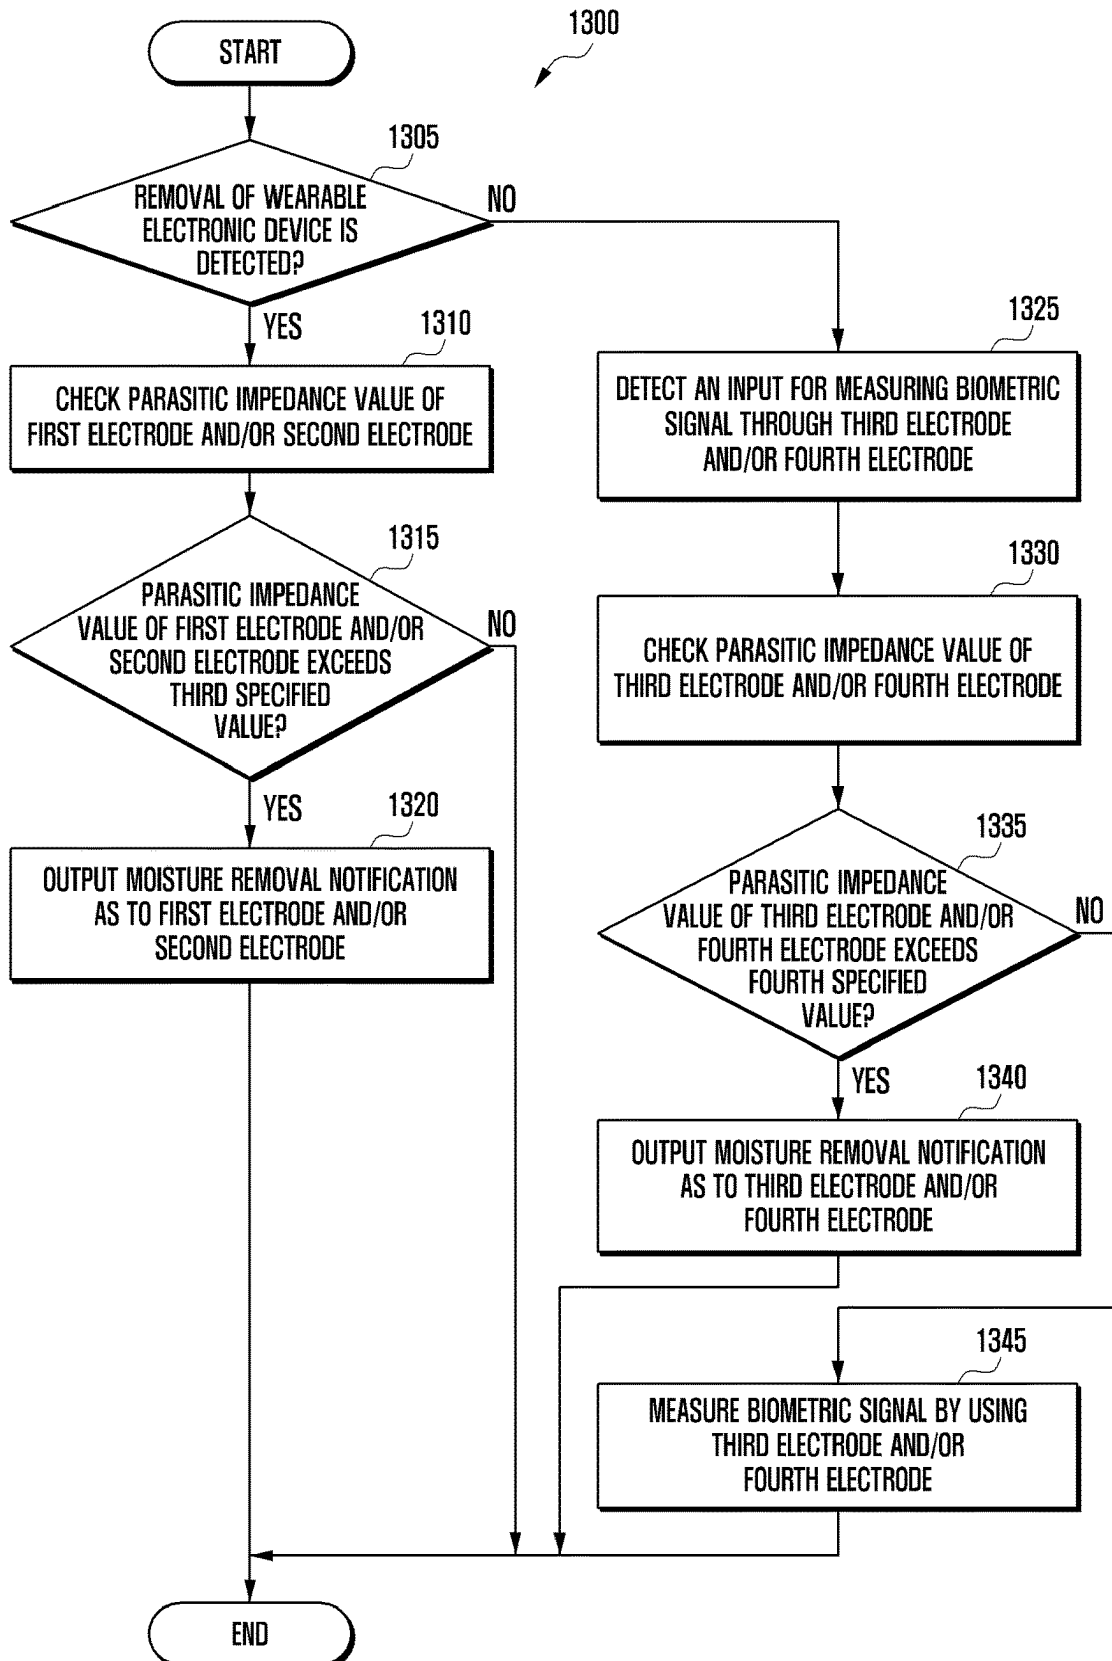 1300
START
1305
REMOVAL OF WEARABLE
ELECTRONIC DEVICE IS
DETECTED?
NO
YES
1310
CHECK PARASITIC IMPEDANCE VALUE OF
FIRST ELECTRODE AND/OR SECOND ELECTRODE
1315
PARASITIC IMPEDANCE
VALUE OF FIRST ELECTRODE AND/OR
SECOND ELECTRODE EXCEEDS
THIRD SPECIFIED
VALUE?
NO
YES
1320
OUTPUT MOISTURE REMOVAL NOTIFICATION
AS TO FIRST ELECTRODE AND/OR
SECOND ELECTRODE
1325
DETECT AN INPUT FOR MEASURING BIOMETRIC
SIGNAL THROUGH THIRD ELECTRODE
AND/OR FOURTH ELECTRODE
1330
CHECK PARASITIC IMPEDANCE VALUE OF
THIRD ELECTRODE AND/OR FOURTH ELECTRODE
1335
PARASITIC IMPEDANCE
VALUE OF THIRD ELECTRODE AND/OR
FOURTH ELECTRODE EXCEEDS
FOURTH SPECIFIED
VALUE?
NO
YES
1340
OUTPUT MOISTURE REMOVAL NOTIFICATION
AS TO THIRD ELECTRODE AND/OR
FOURTH ELECTRODE
1345
MEASURE BIOMETRIC SIGNAL BY USING
THIRD ELECTRODE AND/OR
FOURTH ELECTRODE
END